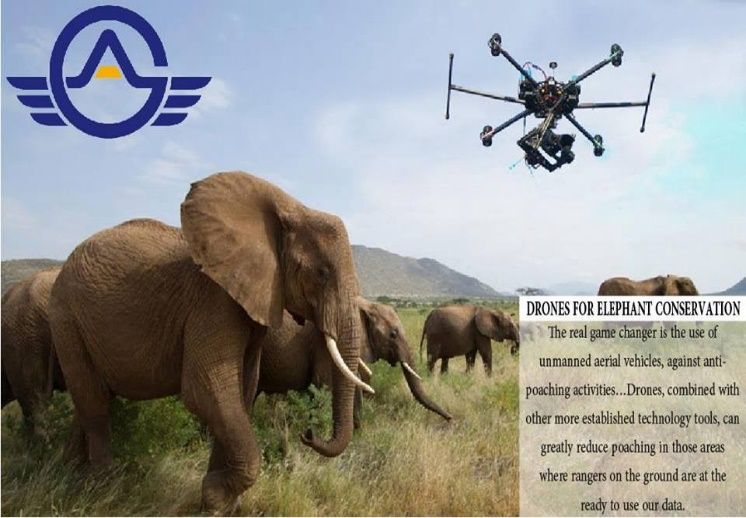 DRONES FOR ELEPHANT CONSERVATION
The real game changer is the use of
unmanned aerial vehicles, against anti-
poaching activities...Drones, combined with
other more established technology tools, can
greatly reduce poaching in those areas
where rangers on the ground are at the
ready to use our data.